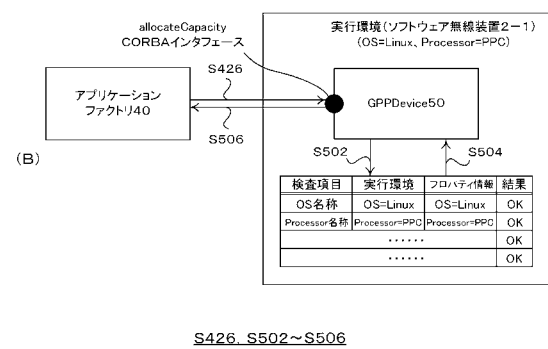 allocateCapacity
CORBAインタフェース
実行環境(ソフトウェア無線装置2−1)
(OS=Linux、Processor=PPC)
S426
アプリケーション
ファクトリ40
GPPDevice50
S506
(B)
S502
S504
検査項目 実行環境 プロパティ情報 結果
OS名称 OS=Linux OS=Linux OK
Processor名称 Processor=PPC Processor=PPC OK
‥‥‥ OK
‥‥‥ OK
S426, S502～S506